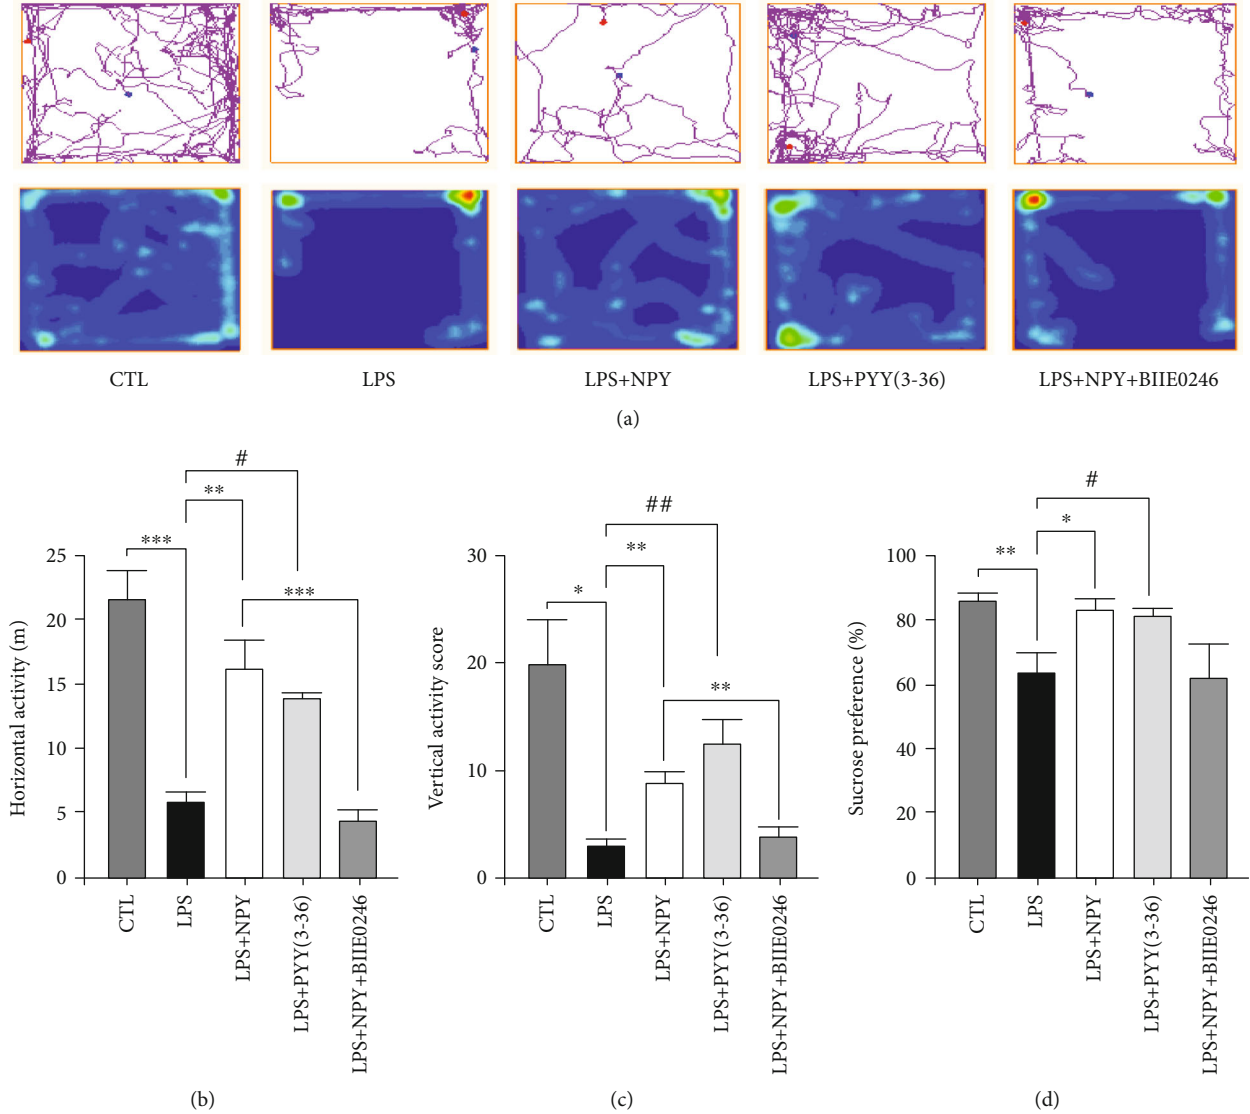 CTL
LPS
LPS+NPY
LPS+PYY(3-36)
LPS+NPY+BIIE0246
(a)
Horizontal activity (m)
25
20
15
10
5
0
***
**
#
***
CTL
LPS
LPS+NPY
LPS+PYY(3-36)
LPS+NPY+BIIE0246
(b)
Vertical activity score
30
20
10
0
*
**
##
**
CTL
LPS
LPS+NPY
LPS+PYY(3-36)
LPS+NPY+BIIE0246
(c)
Sucrose preference (%)
100
80
60
40
20
0
**
*
#
CTL
LPS
LPS+NPY
LPS+PYY(3-36)
LPS+NPY+BIIE0246
(d)